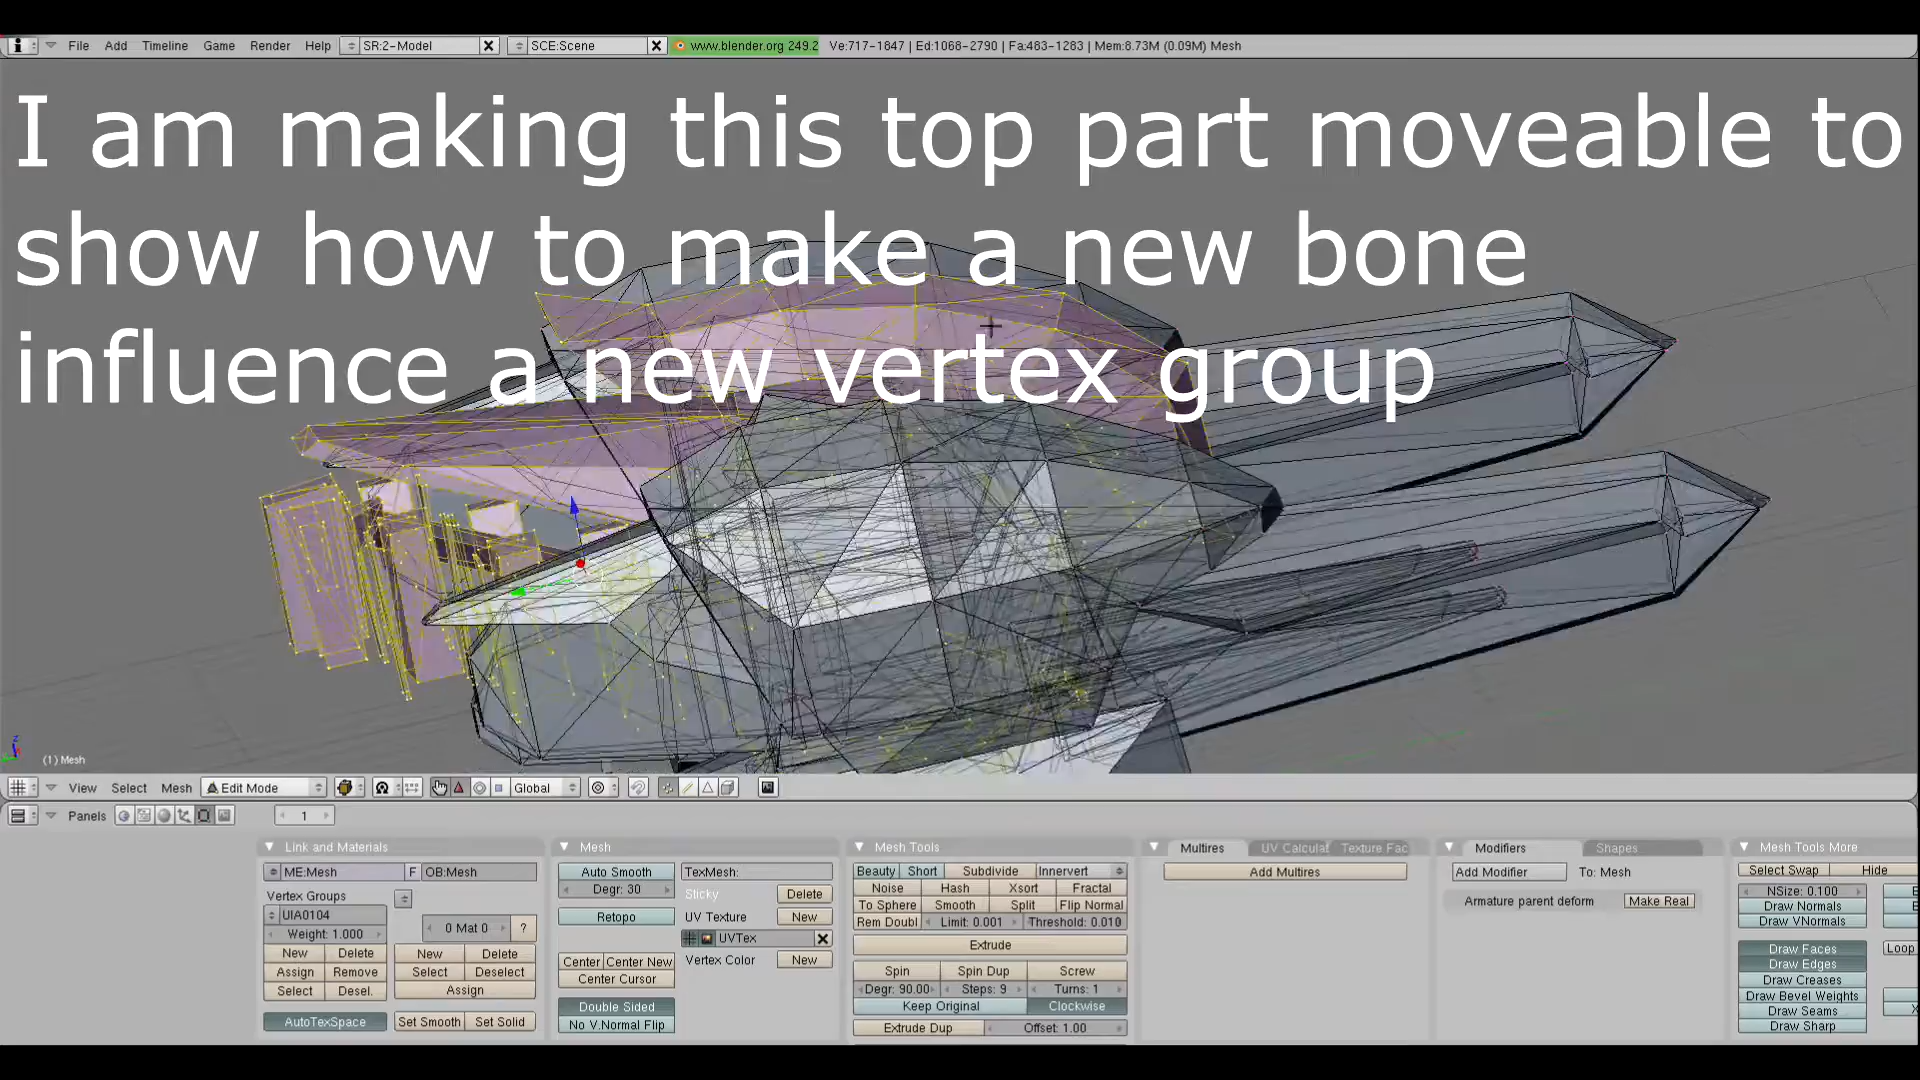 File Add Timeline Game Render Help SR:2-Model SCE:Scene www.blender.org 249.2 Ve:717-1847 | Ed:1068-2790 | Fa:483-1283 | Mem:8.73M (0.09M) Mesh
I am making this top part moveable to
show how to make a new bone
influence a new vertex group
(1) Mesh
View Select Mesh Edit Mode Global
Panels 1
Link and Materials Mesh Mesh Tools Multires UV Calculat Texture Fac Modifiers Shapes Mesh Tools More
ME:Mesh F OB:Mesh
Vertex Groups
UIA0104
Weight: 1.000
0 Mat 0 ?
New Delete New Delete
Assign Remove Select Deselect
Select Desel. Assign
AutoTexSpace Set Smooth Set Solid
Auto Smooth
Degr: 30
Retopo
Center Center New
Center Cursor
Double Sided
No V.Normal Flip
TexMesh:
Sticky Delete
UV Texture New
UVTex
Vertex Color New
Beauty Short Subdivide Innervert
Noise Hash Xsort Fractal
To Sphere Smooth Split Flip Normal
Rem Doubl Limit: 0.001 Threshold: 0.010
Extrude
Spin Spin Dup Screw
Degr: 90.00 Steps: 9 Turns: 1
Keep Original Clockwise
Extrude Dup Offset: 1.00
Add Multires
Add Modifier To: Mesh
Armature parent deform Make Real
Select Swap Hide
NSize: 0.100
Draw Normals
Draw VNormals
Draw Faces Loop
Draw Edges
Draw Creases
Draw Bevel Weights
Draw Seams
Draw Sharp